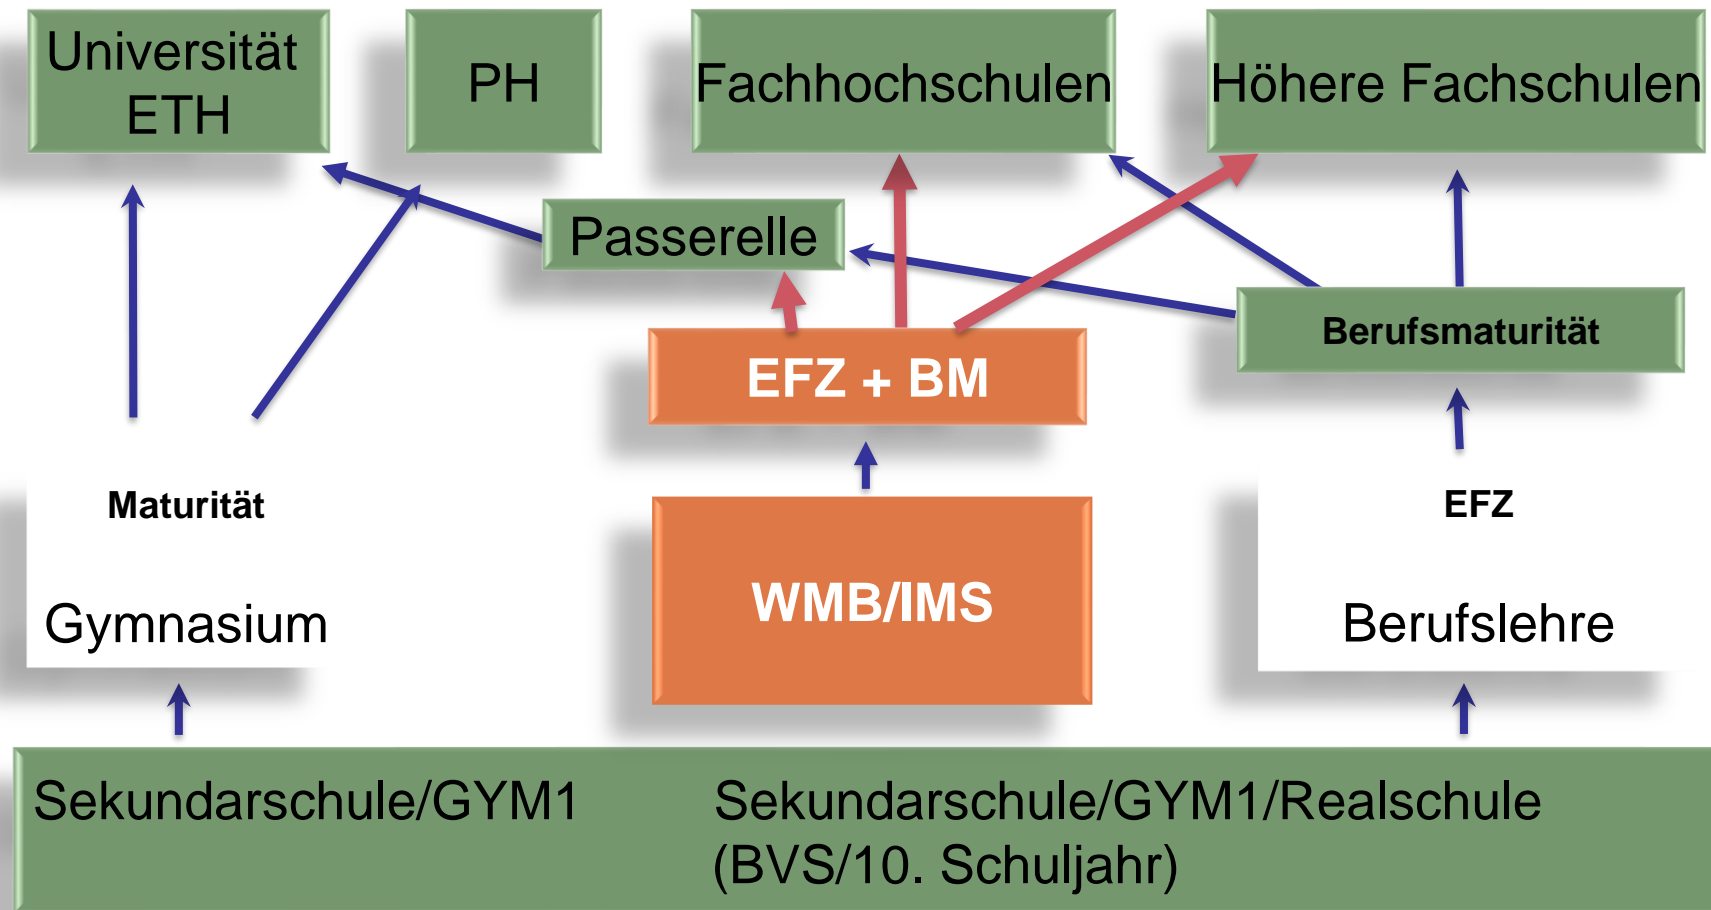 Universität
ETH
PH
Fachhochschulen
Höhere Fachschulen
Passerelle
Berufsmaturität
EFZ + BM
Maturität
EFZ
WMB/IMS
Gymnasium
Berufslehre
Sekundarschule/GYM1
Sekundarschule/GYM1/Realschule
(BVS/10. Schuljahr)